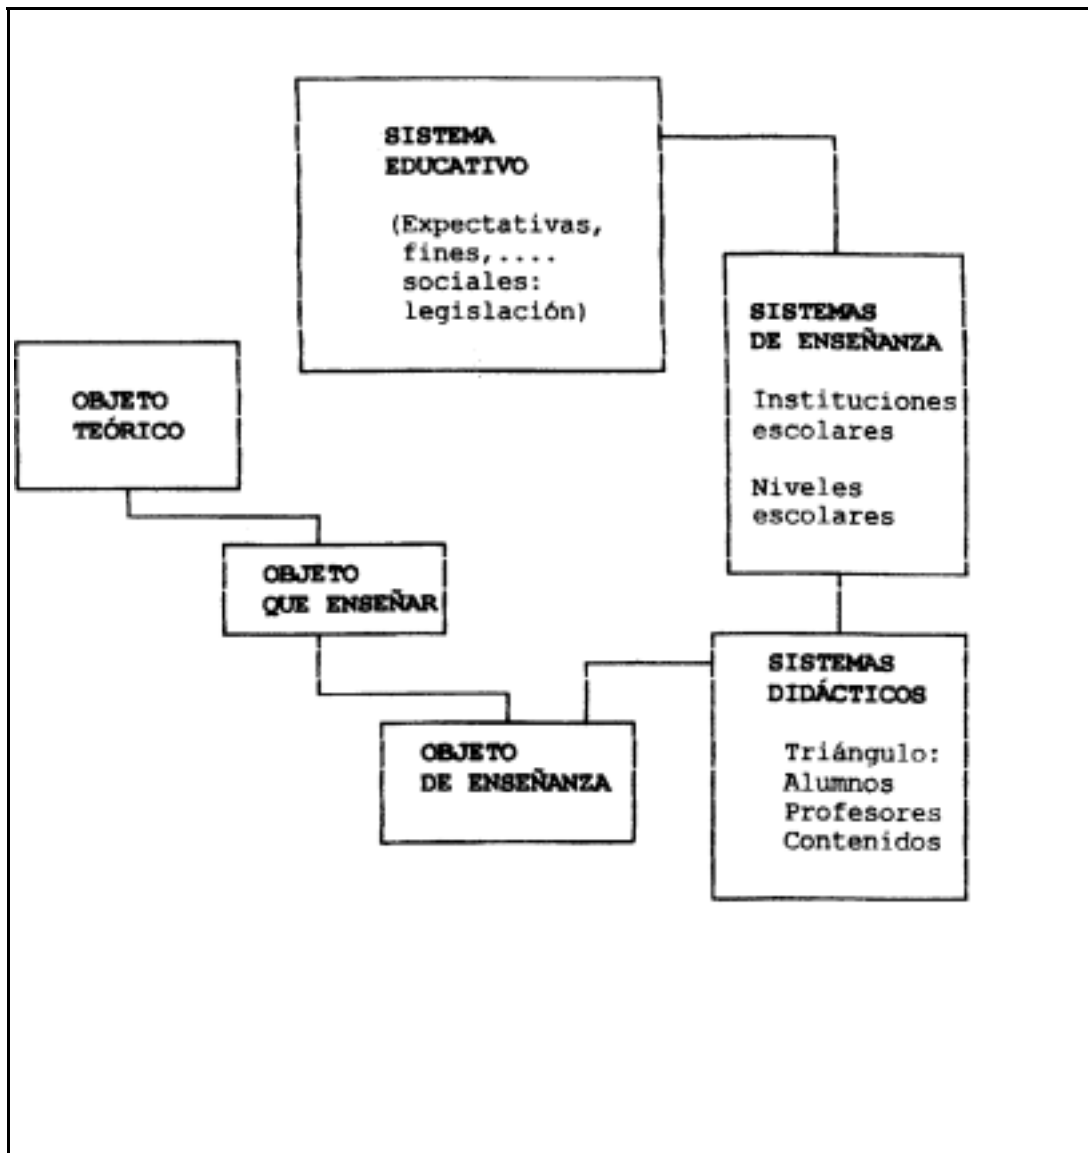 SISTEMA
EDUCATIVO
(Expectativas,
fines,....
sociales:
legislación)
SISTEMAS
DE ENSEÑANZA
Instituciones
escolares
Niveles
escolares
OBJETO
TEÓRICO
OBJETO
QUE ENSEÑAR
SISTEMAS
DIDÁCTICOS
Triángulo:
Alumnos
Profesores
Contenidos
OBJETO
DE ENSEÑANZA